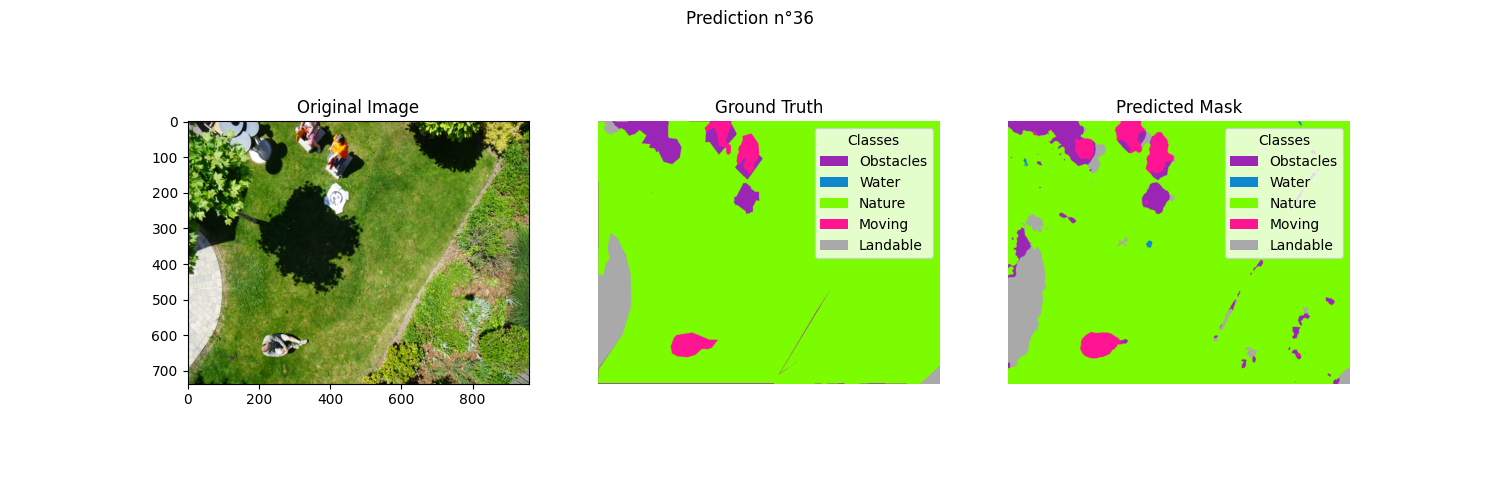 Prediction n°36
Original Image
Ground Truth
Predicted Mask
0
100
200
300
400
500
600
700
0
200
400
600
800
Classes
Obstacles
Water
Nature
Moving
Landable
Classes
Obstacles
Water
Nature
Moving
Landable